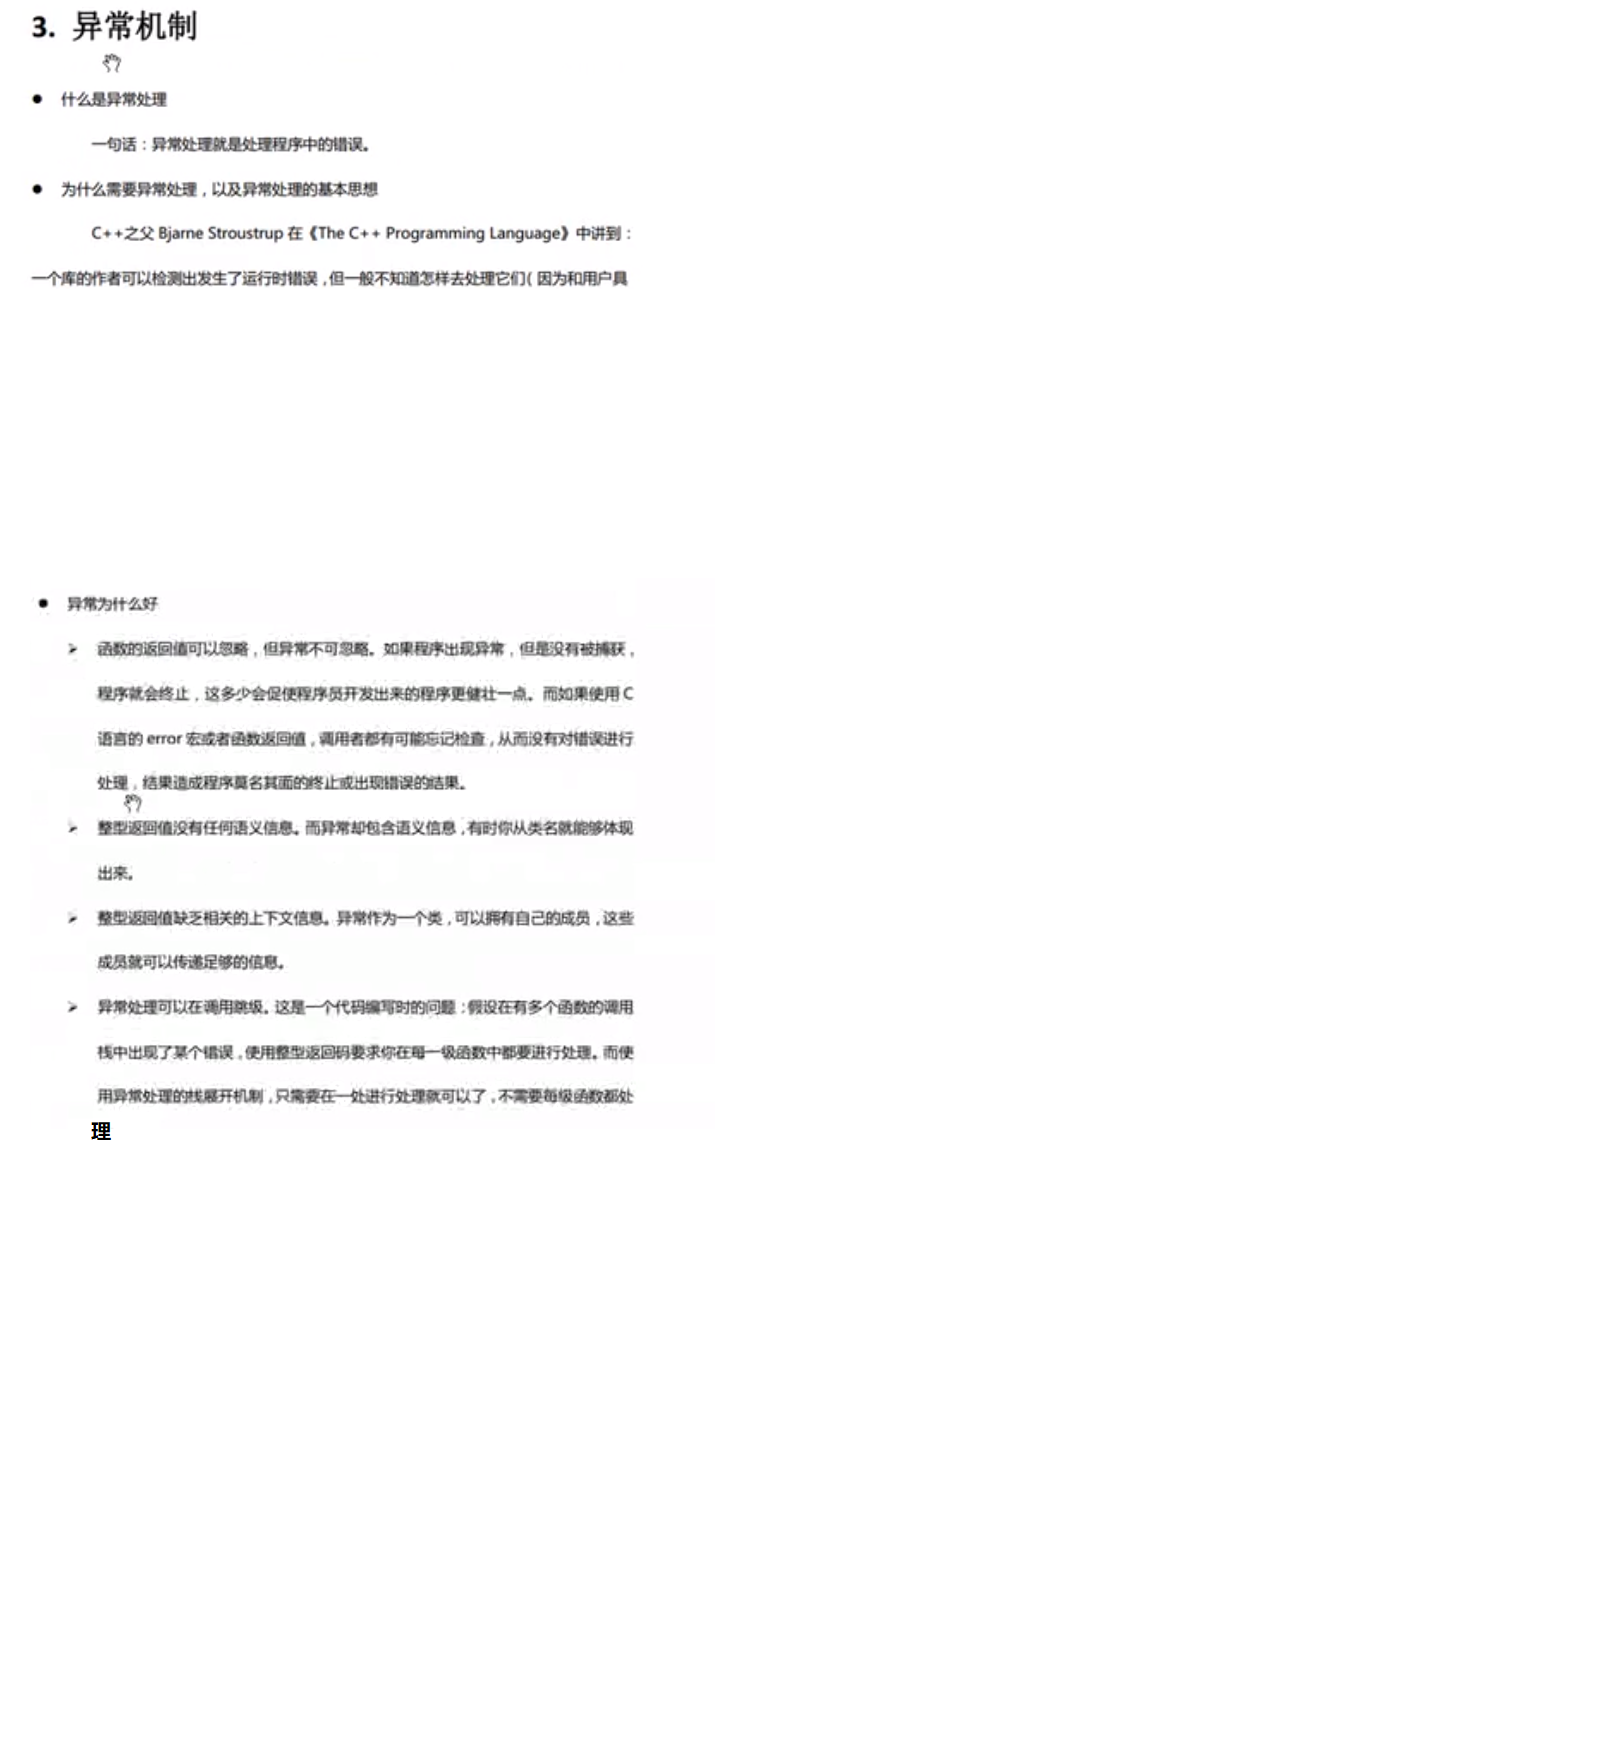 3. 异常机制
● 什么是异常处理
一句话：异常处理就是处理程序中的错误。
● 为什么需要异常处理，以及异常处理的基本思想
C++之父 Bjarne Stroustrup 在《The C++ Programming Language》中讲到：
一个库的作者可以检测出发生了运行时错误，但一般不知道怎样去处理它们（因为和用户具
● 异常为什么好
➢ 函数的返回值可以忽略，但异常不可忽略。如果程序出现异常，但是没有被捕获，
程序就会终止，这多少会促使程序员开发出来的程序更健壮一点。而如果使用 C
语言的 error 宏或者函数返回值，调用者都有可能忘记检查，从而没有对错误进行
处理，结果造成程序莫名其面的终止或出现错误的结果。
➢ 整型返回值没有任何语义信息。而异常却包含语义信息，有时你从类名就能够体现
出来。
➢ 整型返回值缺乏相关的上下文信息。异常作为一个类，可以拥有自己的成员，这些
成员就可以传递足够的信息。
➢ 异常处理可以在调用跳级。这是一个代码编写时的问题：假设在有多个函数的调用
栈中出现了某个错误，使用整型返回码要求你在每一级函数中都要进行处理。而使
用异常处理的栈展开机制，只需要在一处进行处理就可以了，不需要每级函数都处
理